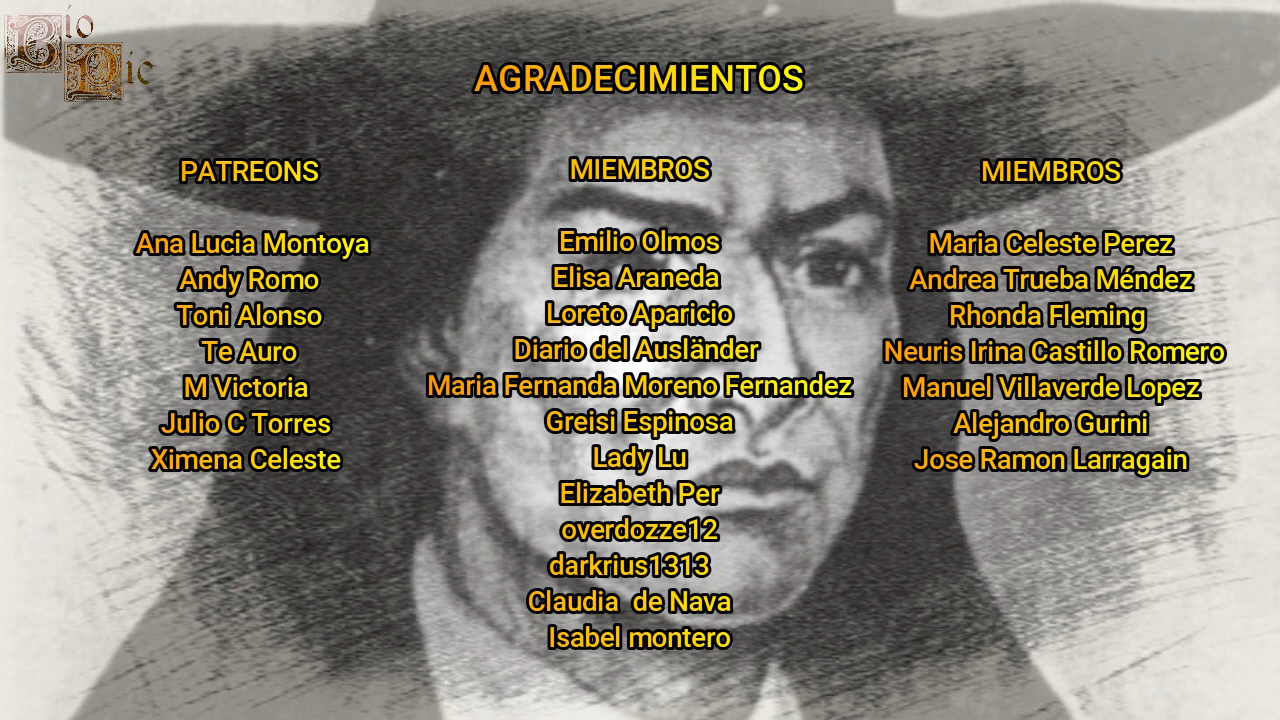 Bio
Pic
AGRADECIMIENTOS
PATREONS
Ana Lucia Montoya
Andy Romo
Toni Alonso
Te Auro
M Victoria
Julio C Torres
Ximena Celeste
MIEMBROS
Emilio Olmos
Elisa Araneda
Loreto Aparicio
Diario del Ausländer
Maria Fernanda Moreno Fernandez
Greisi Espinosa
Lady Lu
Elizabeth Per
overdozze12
darkrius1313
Claudia  de Nava
Isabel montero
MIEMBROS
Maria Celeste Perez
Andrea Trueba Méndez
Rhonda Fleming
Neuris Irina Castillo Romero
Manuel Villaverde Lopez
Alejandro Gurini
Jose Ramon Larragain